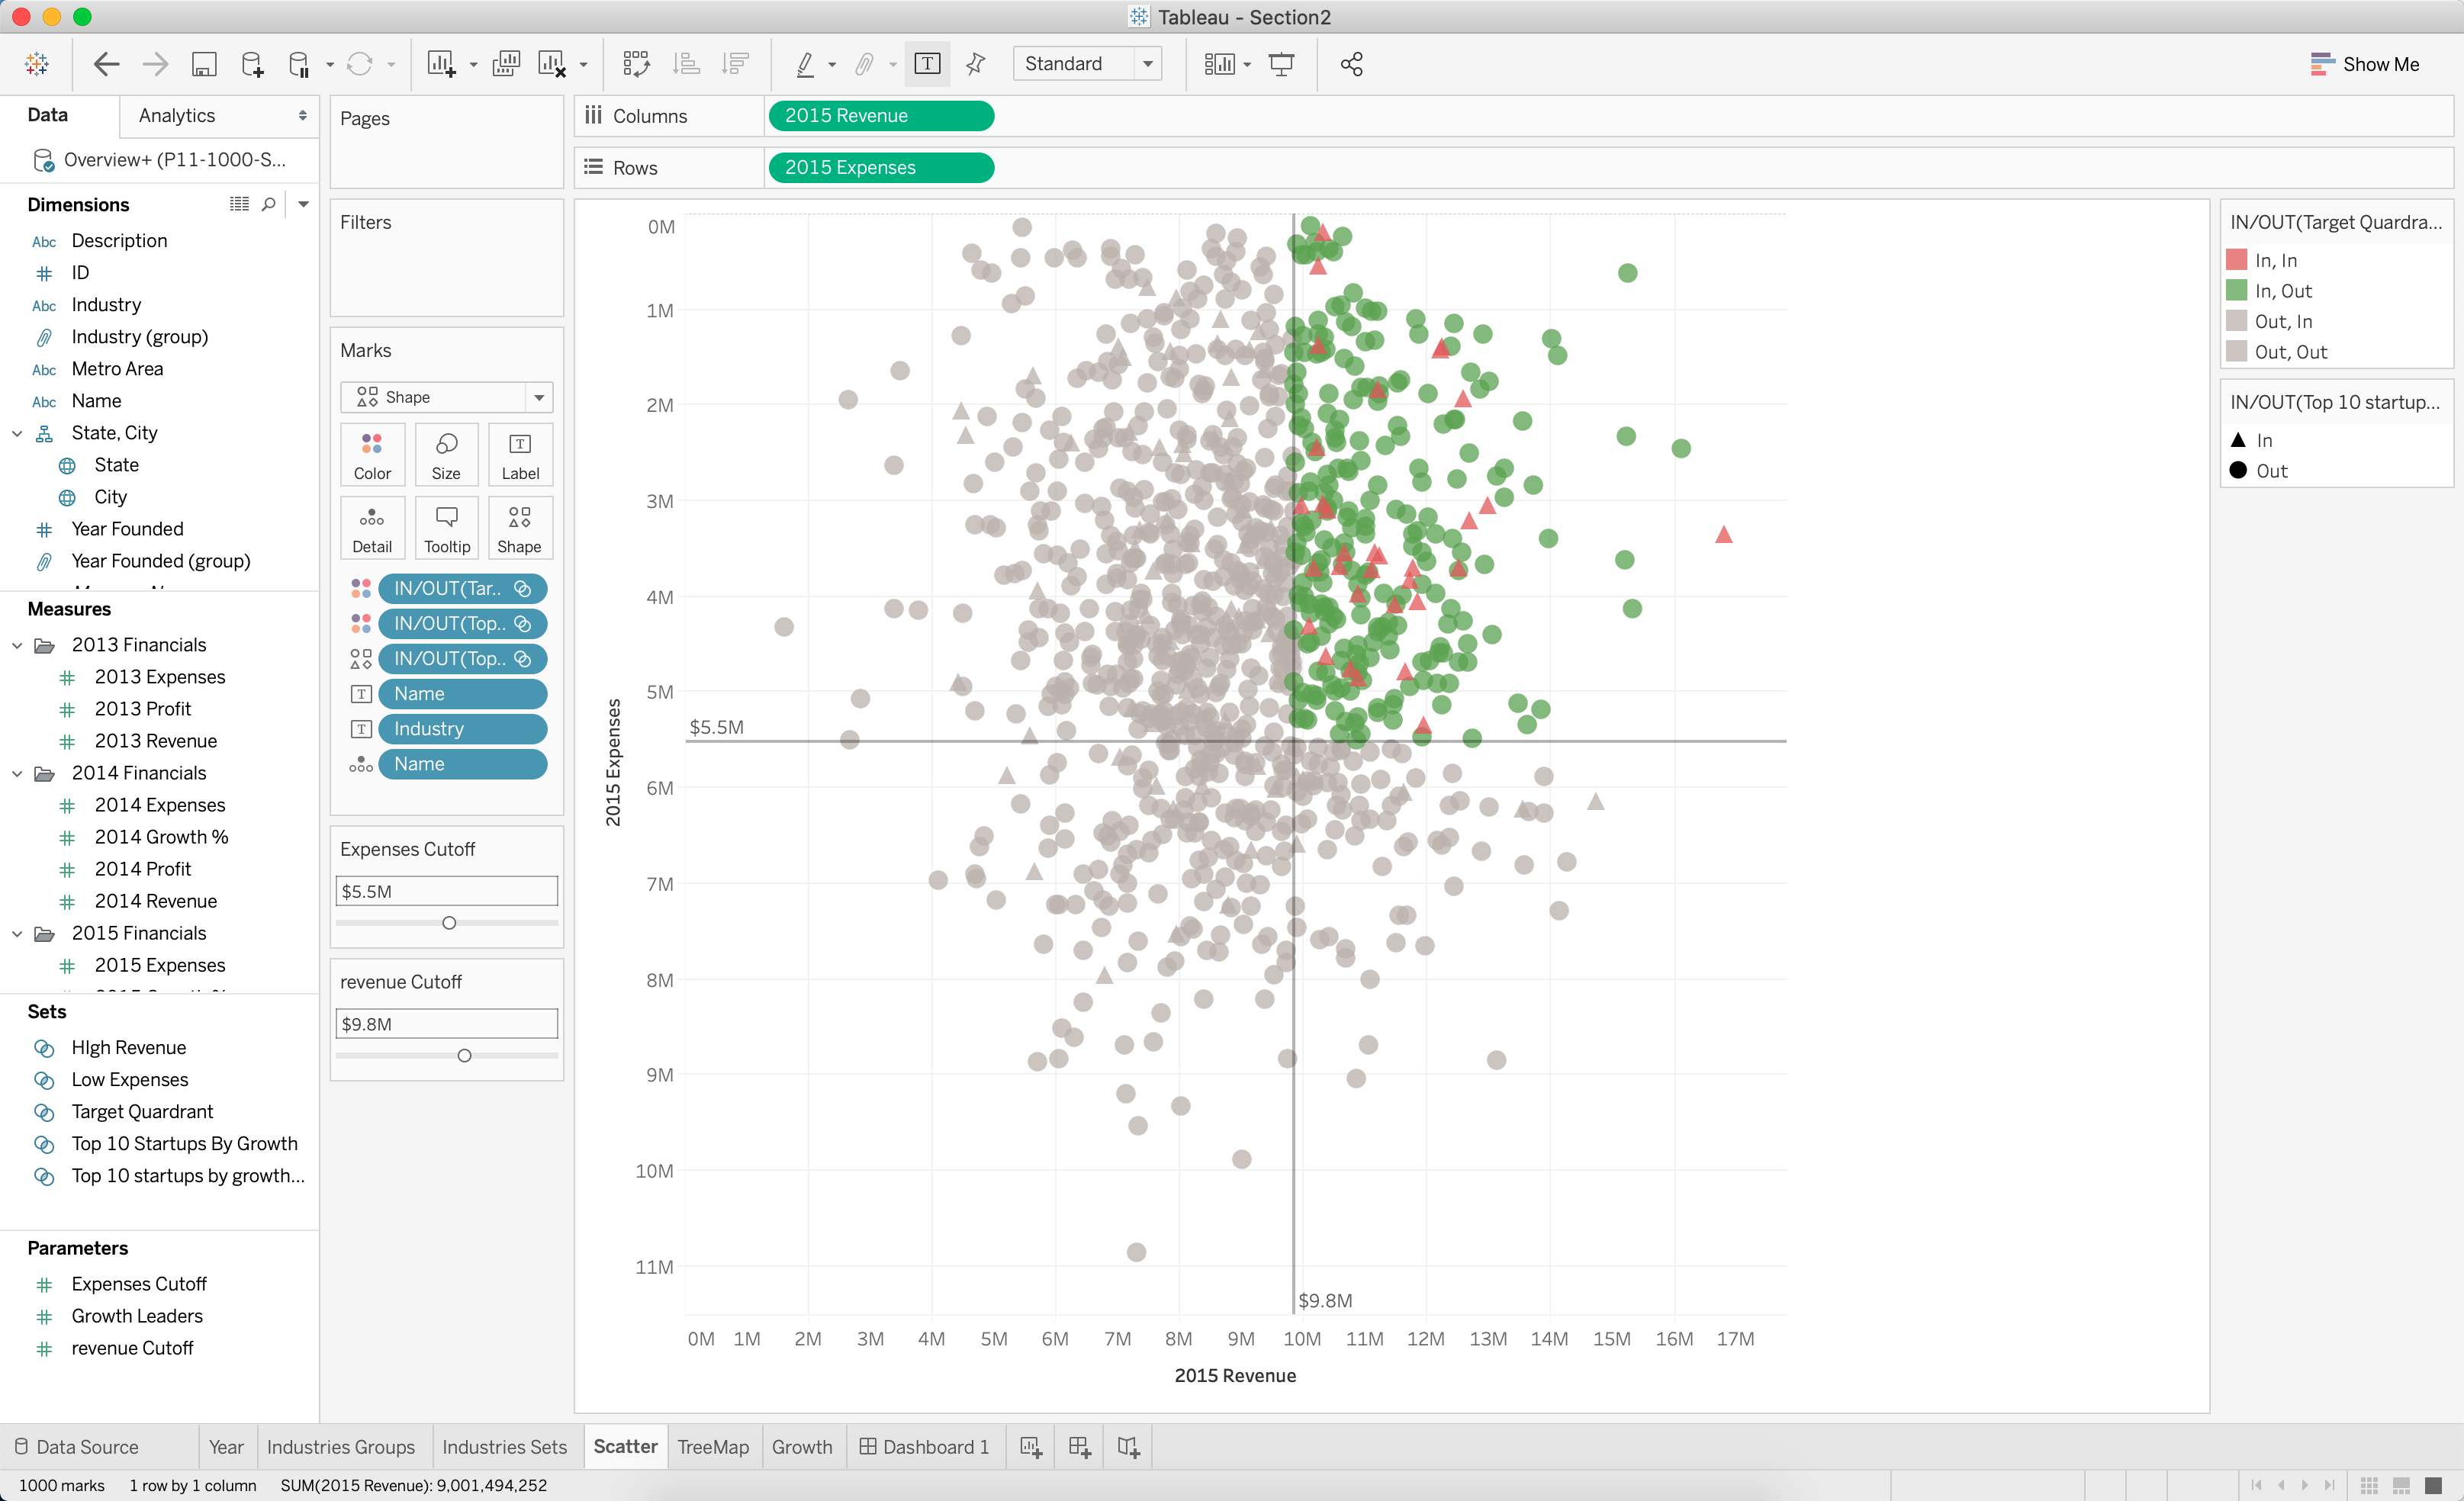 Tableau - Section2
Standard
Show Me
Data
Analytics
Overview+ (P11-1000-S...
Dimensions
Abc Description
ID
Abc Industry
Industry (group)
Abc Metro Area
Abc Name
State, City
State
City
Year Founded
Year Founded (group)
Measures
2013 Financials
2013 Expenses
2013 Profit
2013 Revenue
2014 Financials
2014 Expenses
2014 Growth %
2014 Profit
2014 Revenue
2015 Financials
2015 Expenses
Sets
HIgh Revenue
Low Expenses
Target Quadrant
Top 10 Startups By Growth
Top 10 startups by growth...
Parameters
Expenses Cutoff
Growth Leaders
revenue Cutoff
Pages
Filters
Marks
Shape
Color
Size
Label
Detail
Tooltip
Shape
IN/OUT(Tar..
IN/OUT(Top..
IN/OUT(Top..
Name
Industry
Name
Expenses Cutoff
$5.5M
revenue Cutoff
$9.8M
Columns
2015 Revenue
Rows
2015 Expenses
0M
1M
2M
3M
4M
5M
$5.5M
6M
7M
8M
9M
10M
11M
2015 Expenses
$9.8M
0M 1M 2M 3M 4M 5M 6M 7M 8M 9M 10M 11M 12M 13M 14M 15M 16M 17M
2015 Revenue
IN/OUT(Target Quadra...
In, In
In, Out
Out, In
Out, Out
IN/OUT(Top 10 startup...
In
Out
Data Source
Year
Industries Groups
Industries Sets
Scatter
TreeMap
Growth
Dashboard 1
1000 marks 1 row by 1 column SUM(2015 Revenue): 9,001,494,252